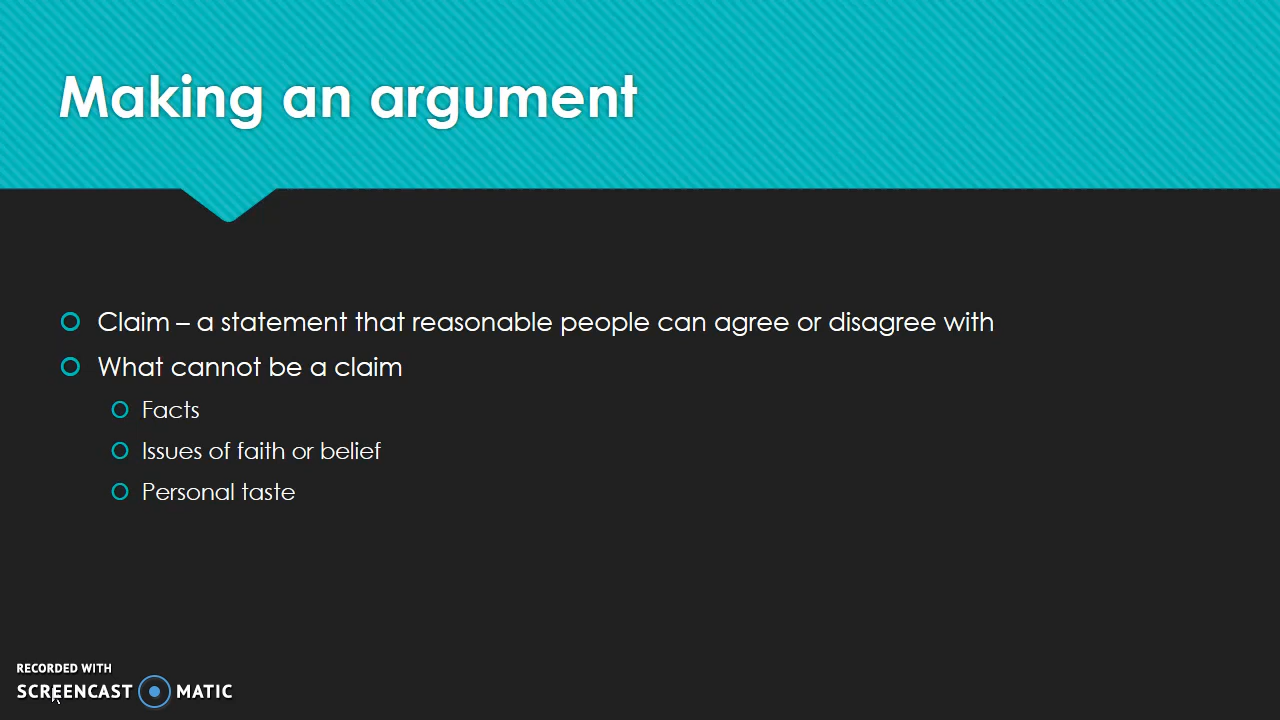 Making an argument
Claim – a statement that reasonable people can agree or disagree with
What cannot be a claim
Facts
Issues of faith or belief
Personal taste
RECORDED WITH
SCREENCAST MATIC